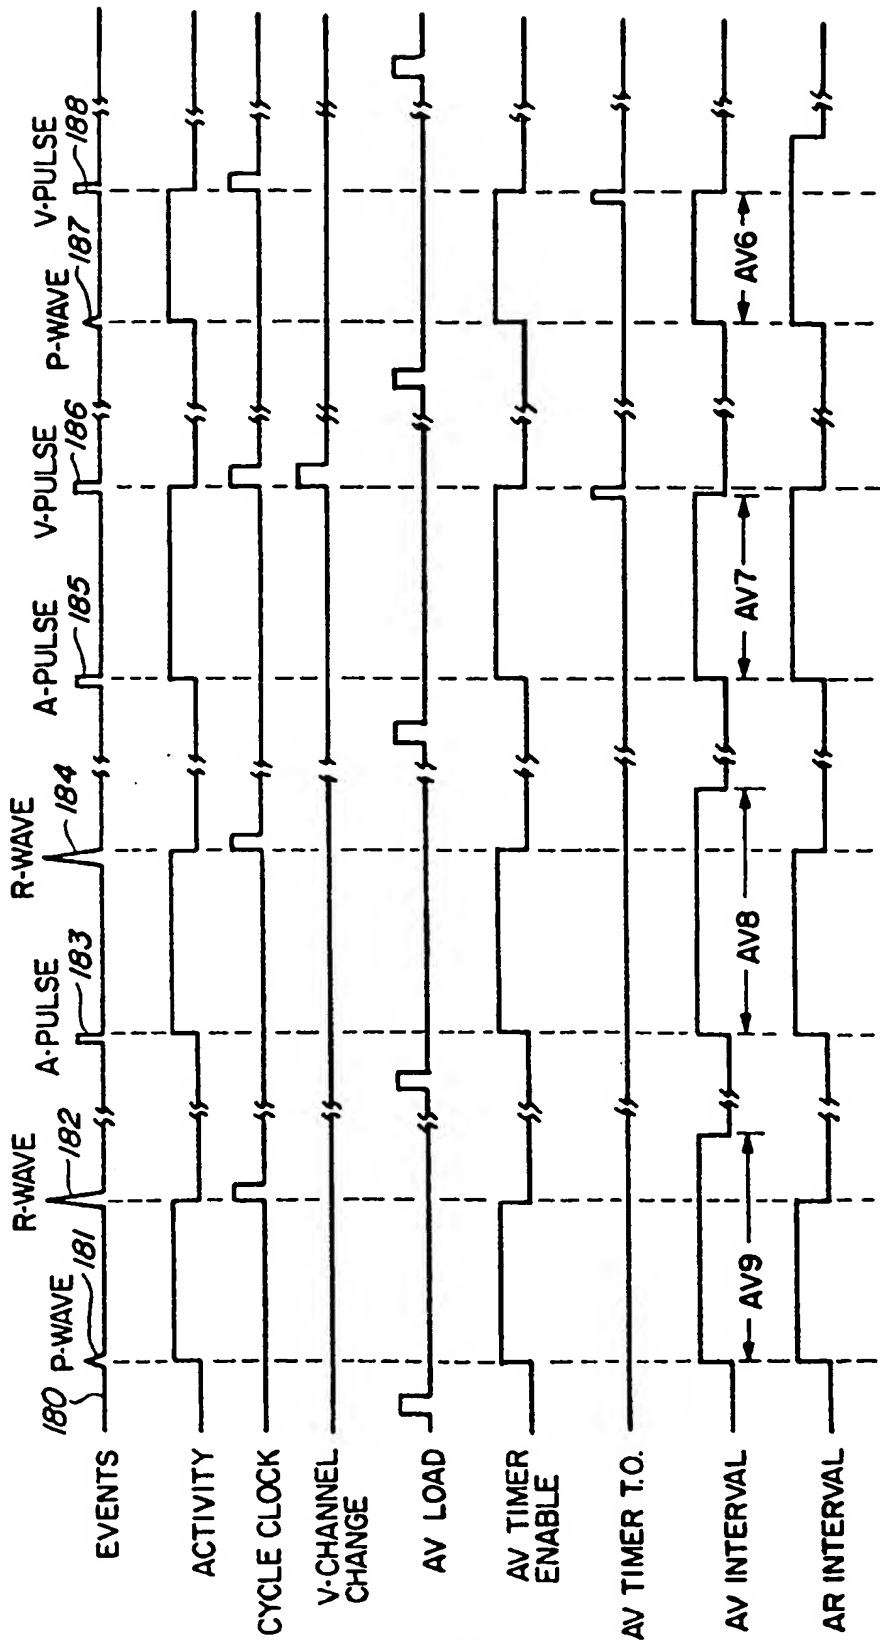 180
P-WAVE
181
R-WAVE
182
A-PULSE
183
R-WAVE
184
A-PULSE
185
V-PULSE
186
P-WAVE
187
V-PULSE
188
EVENTS
ACTIVITY
CYCLE CLOCK
V-CHANNEL
CHANGE
AV LOAD
AV TIMER
ENABLE
AV TIMER T.O.
AV INTERVAL
AV9
AV8
AV7
AV6
AR INTERVAL